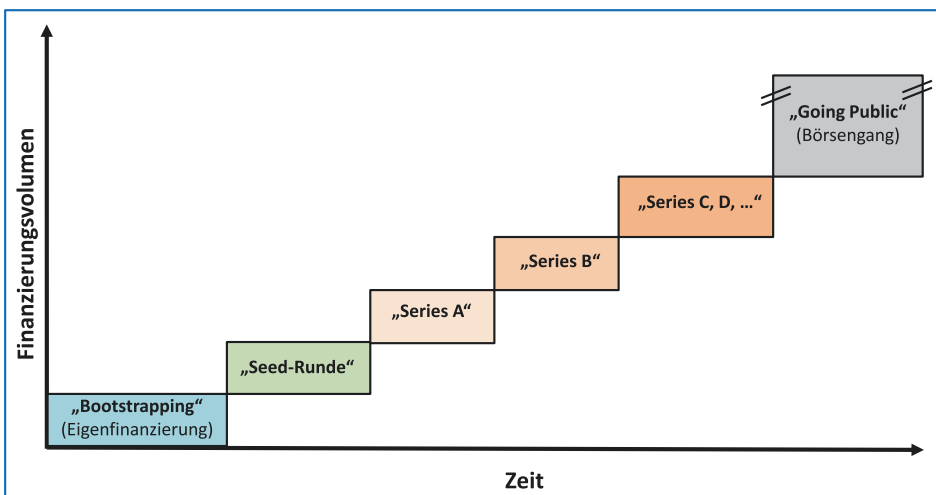 Finanzierungsvolumen
„Going Public“
(Börsengang)
„Series C, D, ...“
„Series B“
„Series A“
„Seed-Runde“
„Bootstrapping“
(Eigenfinanzierung)
Zeit